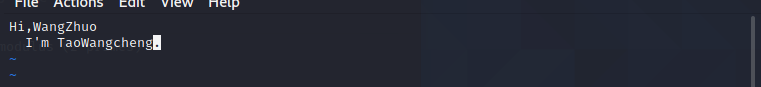 File Actions Edit View Help
Hi,WangZhuo
I'm TaoWangcheng.
~
~